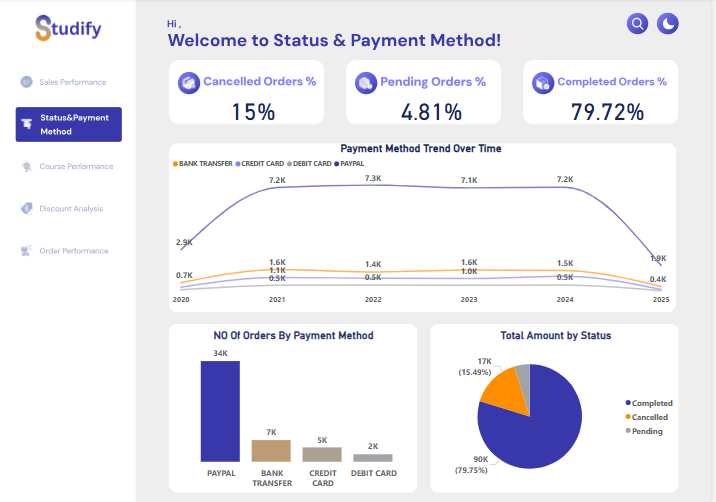 Studify
Sales Performance
Status&Payment
Method
Course Performance
Discount Analysis
Order Performance
Hi ,
Welcome to Status & Payment Method!
Cancelled Orders %
15%
Pending Orders %
4.81%
Completed Orders %
79.72%
Payment Method Trend Over Time
BANK TRANSFER CREDIT CARD DEBIT CARD PAYPAL
7.2K 7.3K 7.1K 7.2K
2.9K 1.9K
0.7K 1.6K 1.4K 1.6K 1.5K 0.4K
1.1K 1.0K
0.5K 0.5K 0.5K
2020 2021 2022 2023 2024 2025
NO Of Orders By Payment Method
34K
7K
5K
2K
PAYPAL
BANK
TRANSFER
CREDIT
CARD
DEBIT CARD
Total Amount by Status
17K
(15.49%)
90K
(79.75%)
Completed
Cancelled
Pending